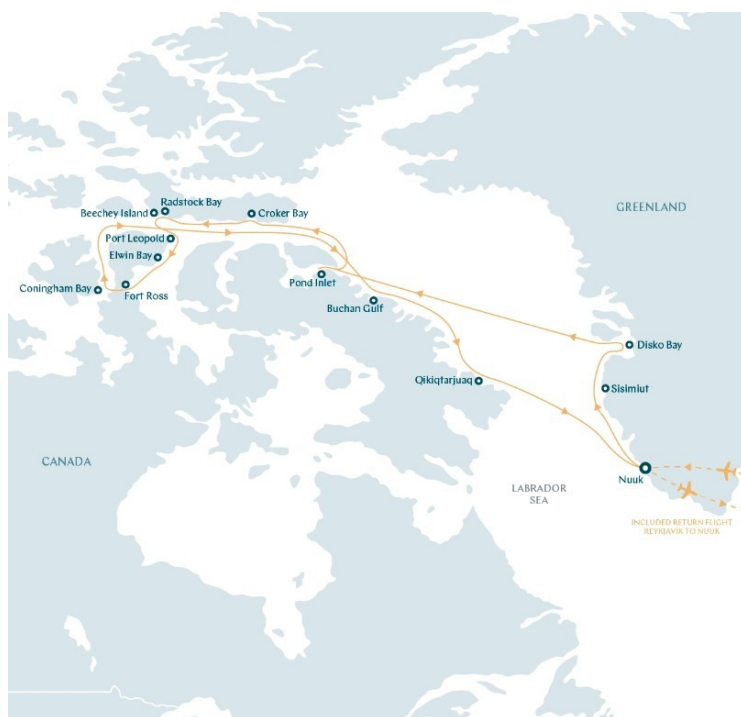 Radstock Bay
Beechey Island
Croker Bay
GREENLAND
Port Leopold
Elwin Bay
Pond Inlet
Coningham Bay
Fort Ross
Buchan Gulf
Disko Bay
Qikiqtarjuaq
Sisimiut
CANADA
Nuuk
LABRADOR
SEA
INCLUDED RETURN FLIGHT
REYKJAVIK TO NUUK